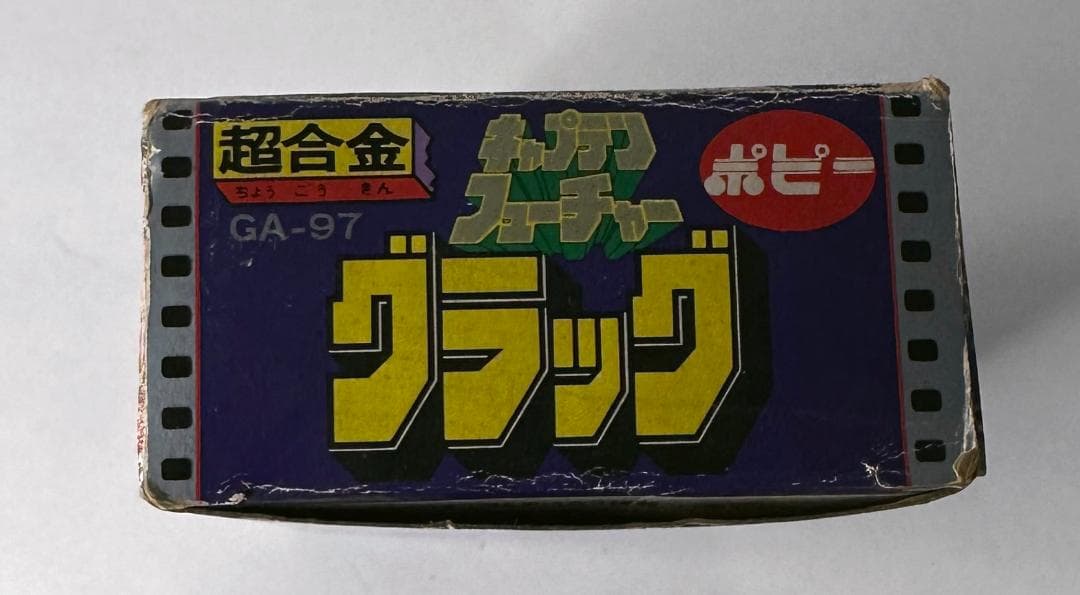 超合金
ちょうごうきん
GA-97
キャプテン
フューチャー
ポピー
グラッグ